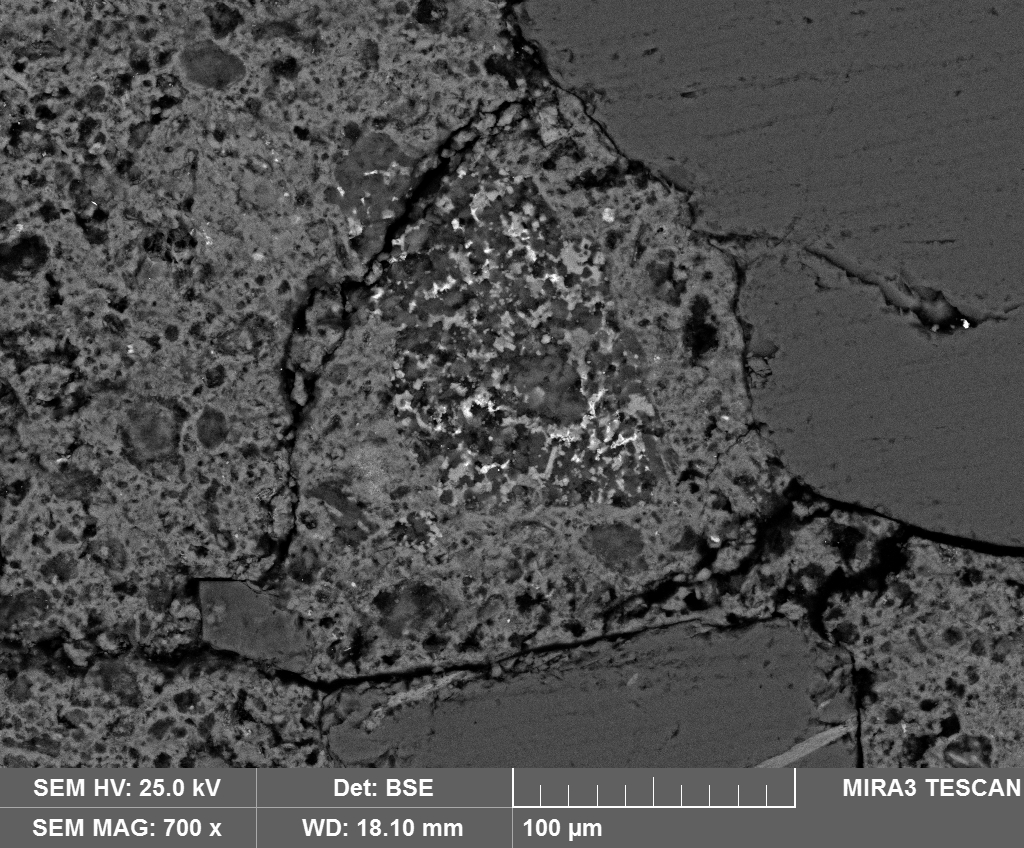 SEM HV: 25.0 kV
Det: BSE
MIRA3 TESCAN
SEM MAG: 700 x
WD: 18.10 mm
100 µm